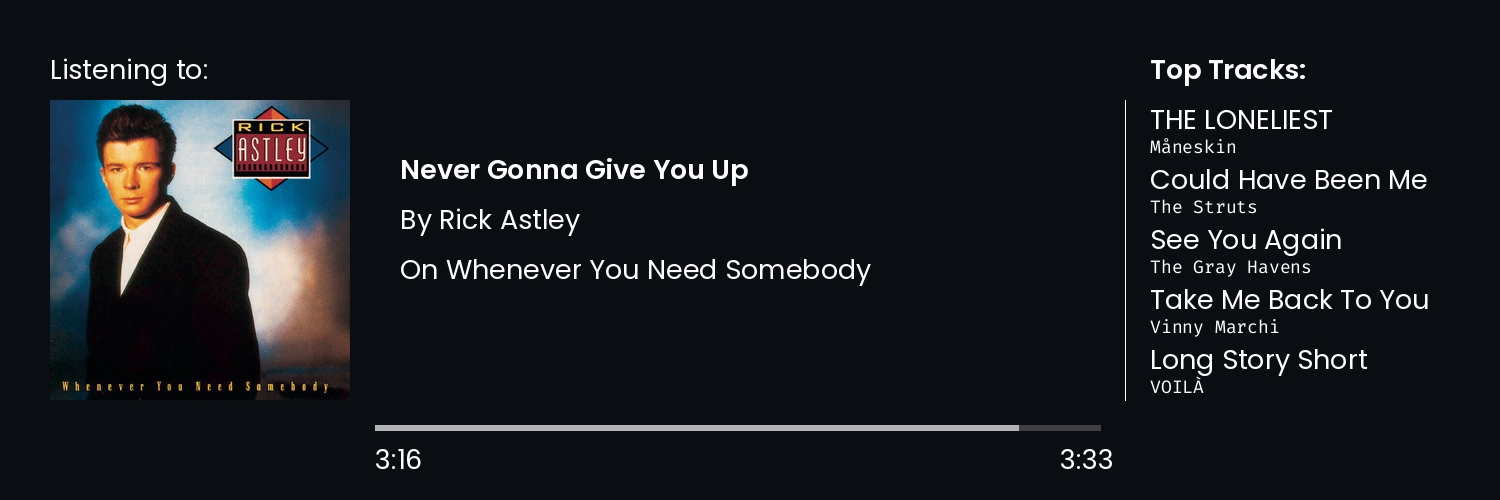 Listening to:
RICK
ASTLEY
Whenever You Need Somebody
Never Gonna Give You Up
By Rick Astley
On Whenever You Need Somebody
3:16
3:33
Top Tracks:
THE LONELIEST
Måneskin
Could Have Been Me
The Struts
See You Again
The Gray Havens
Take Me Back To You
Vinny Marchi
Long Story Short
VOILÀ